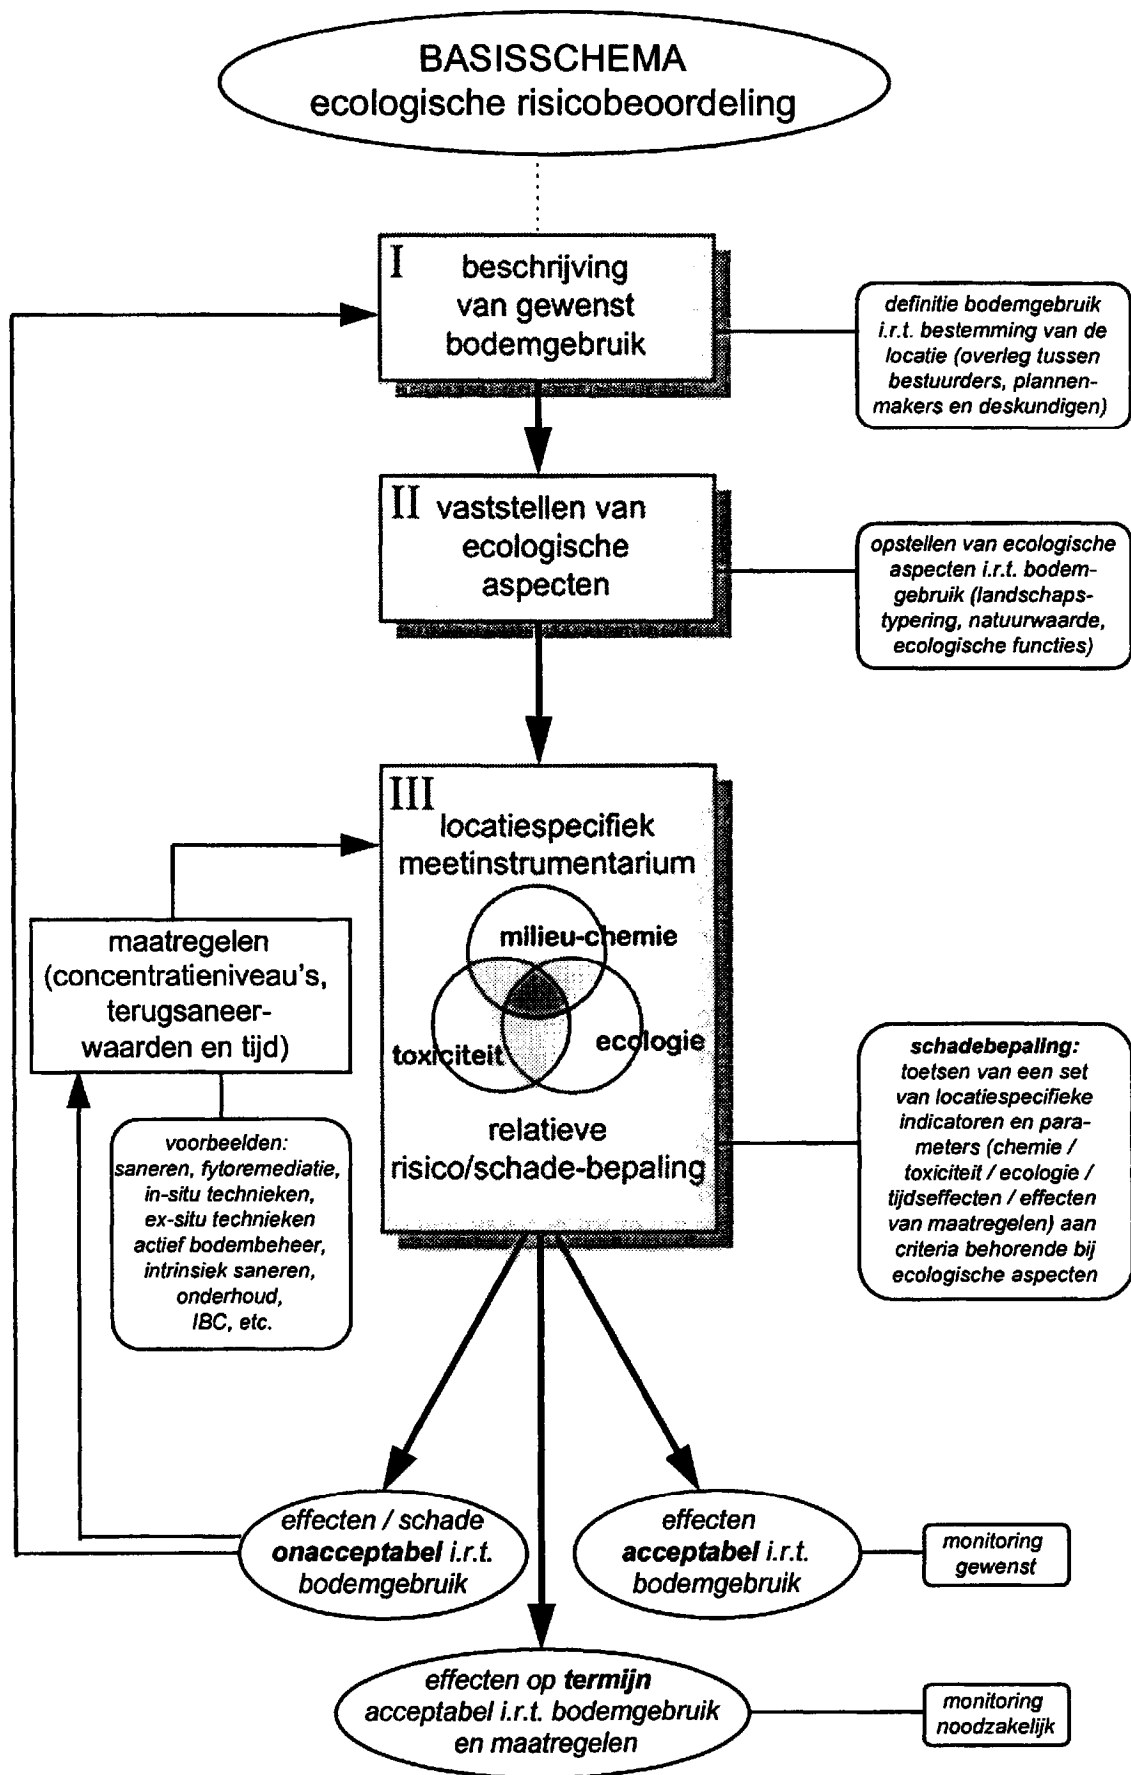 BASISSCHEMA
ecologische risicobeoordeling
I
beschrijving
van gewenst
bodemgebruik
definitie bodemgebruik
i.r.t. bestemming van de
locatie (overleg tussen
bestuurders, plannen-
makers en deskundigen)
II
vaststellen van
ecologische
aspecten
opstellen van ecologische
aspecten i.r.t. bodem-
gebruik (landschaps-
typering, natuurwaarde,
ecologische functies)
III
locatiespecifiek
meetinstrumentarium
milieu-chemie
toxiciteit
ecologie
relatieve
risico/schade-bepaling
maatregelen
(concentratieniveau's,
terugsaneer-
waarden en tijd)
voorbeelden:
saneren, fytoremediatie,
in-situ technieken,
ex-situ technieken
actief bodembeheer,
intrinsiek saneren,
onderhoud,
IBC, etc.
schadebepaling:
toetsen van een set
van locatiespecifieke
indicatoren en para-
meters (chemie /
toxiciteit / ecologie /
tijdseffecten / effecten
van maatregelen) aan
criteria behorende bij
ecologische aspecten
effecten / schade
onacceptabel i.r.t.
bodemgebruik
effecten
acceptabel i.r.t.
bodemgebruik
monitoring
gewenst
effecten op termijn
acceptabel i.r.t. bodemgebruik
en maatregelen
monitoring
noodzakelijk